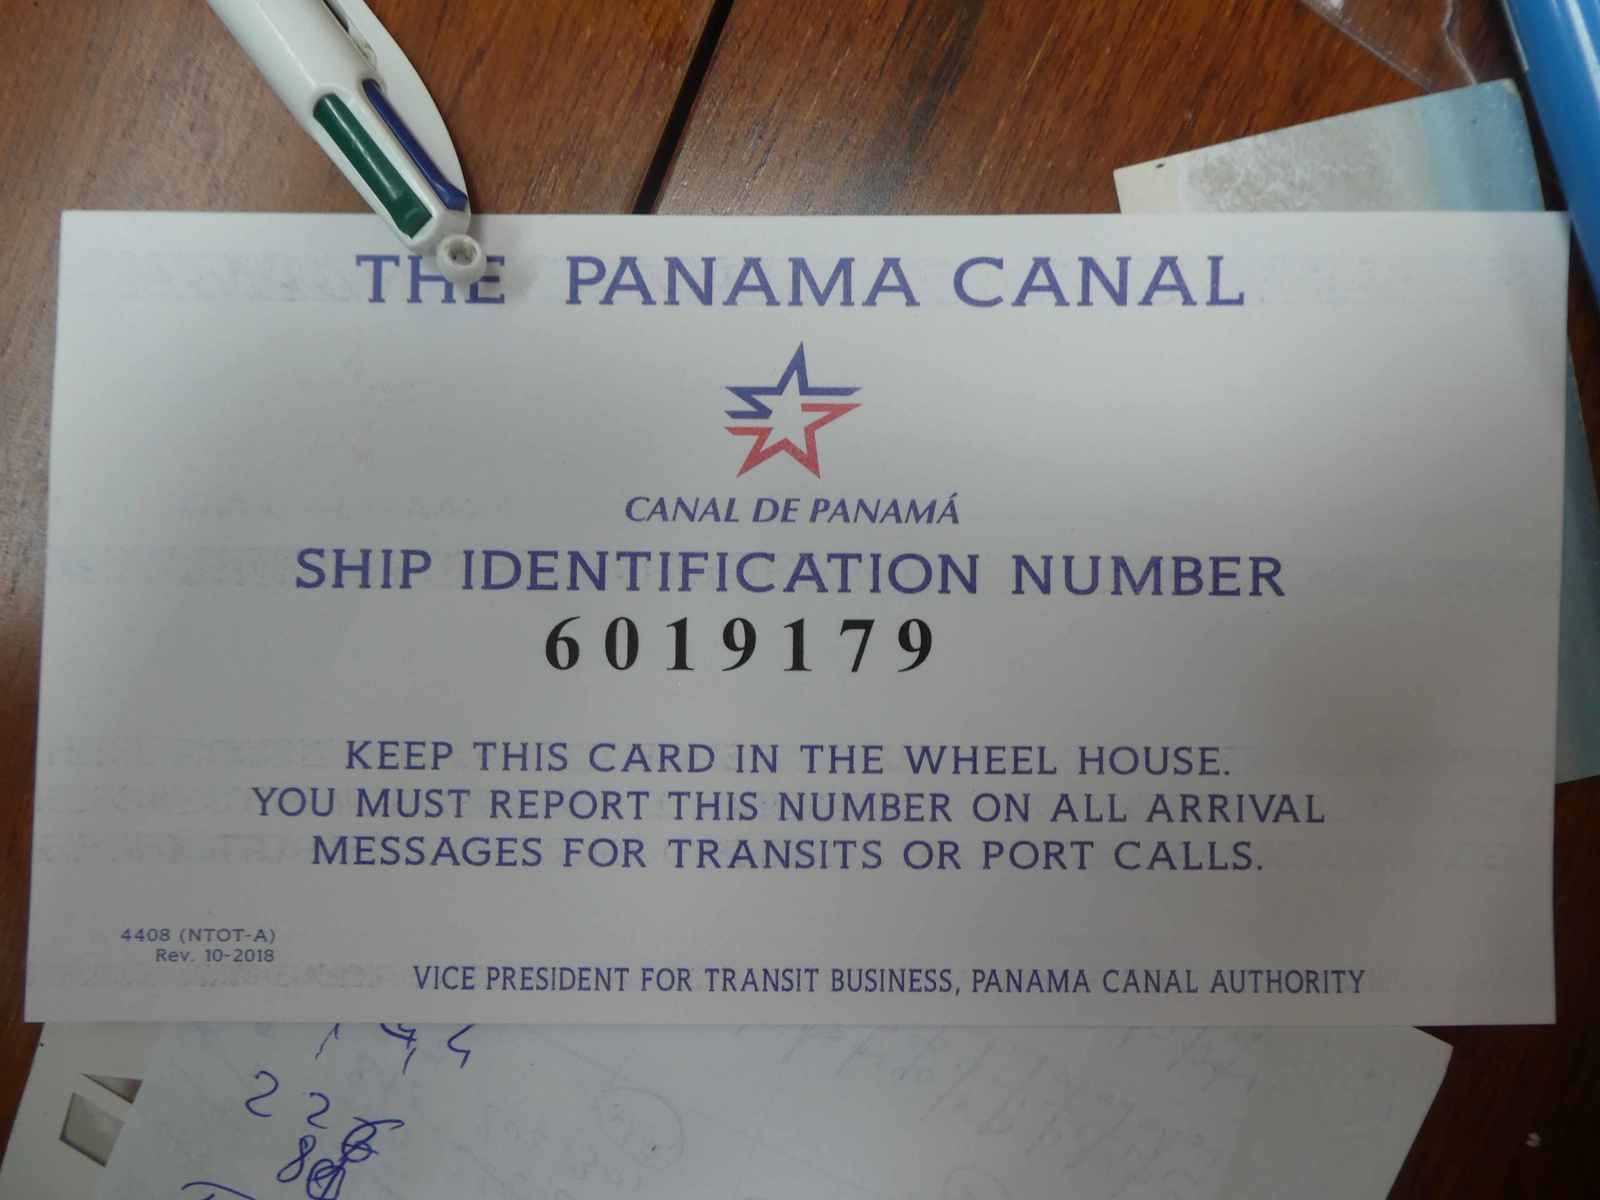 THE PANAMA CANAL
CANAL DE PANAMÁ
SHIP IDENTIFICATION NUMBER
6019179
KEEP THIS CARD IN THE WHEEL HOUSE.
YOU MUST REPORT THIS NUMBER ON ALL ARRIVAL
MESSAGES FOR TRANSITS OR PORT CALLS.
4408 (NTOT-A)
Rev. 10-2018
VICE PRESIDENT FOR TRANSIT BUSINESS, PANAMA CANAL AUTHORITY
2 2